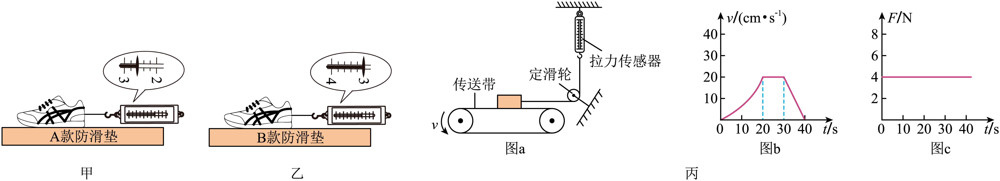 3 2
A款防滑垫
甲
4 3
B款防滑垫
乙
拉力传感器
定滑轮
传送带
v
图a
v/(cm•s⁻¹)
40
30
20
10
0 10 20 30 40 t/s
图b
F/N
8
6
4
2
0 10 20 30 40 t/s
图c
丙